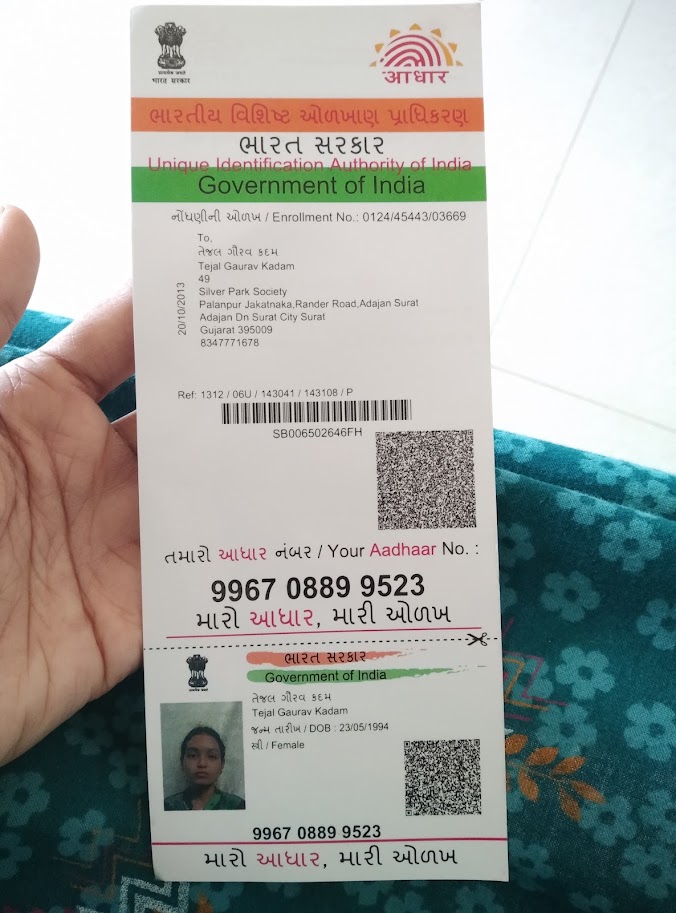 सत्यमेव जयते
भारत सरकार
आधार
ભારતીય વિશિષ્ટ ઓળખાણ પ્રાધિકરણ
ભારત સરકાર
Unique Identification Authority of India
Government of India
નોંધણીની ઓળખ / Enrollment No.: 0124/45443/03669
To,
તેજલ ગૌરવ કદમ
Tejal Gaurav Kadam
49
Silver Park Society
Palanpur Jakatnaka,Rander Road,Adajan Surat
Adajan Dn Surat City Surat
Gujarat 395009
8347771678
20/10/2013
Ref: 1312 / 06U / 143041 / 143108 / P
SB006502646FH
તમારો આધાર નંબર / Your Aadhaar No. :
9967 0889 9523
મારો આધાર, મારી ઓળખ
ભારત સરકાર
Government of India
તેજલ ગૌરવ કદમ
Tejal Gaurav Kadam
જન્મ તારીખ / DOB : 23/05/1994
સ્ત્રી / Female
9967 0889 9523
મારો આધાર, મારી ઓળખ